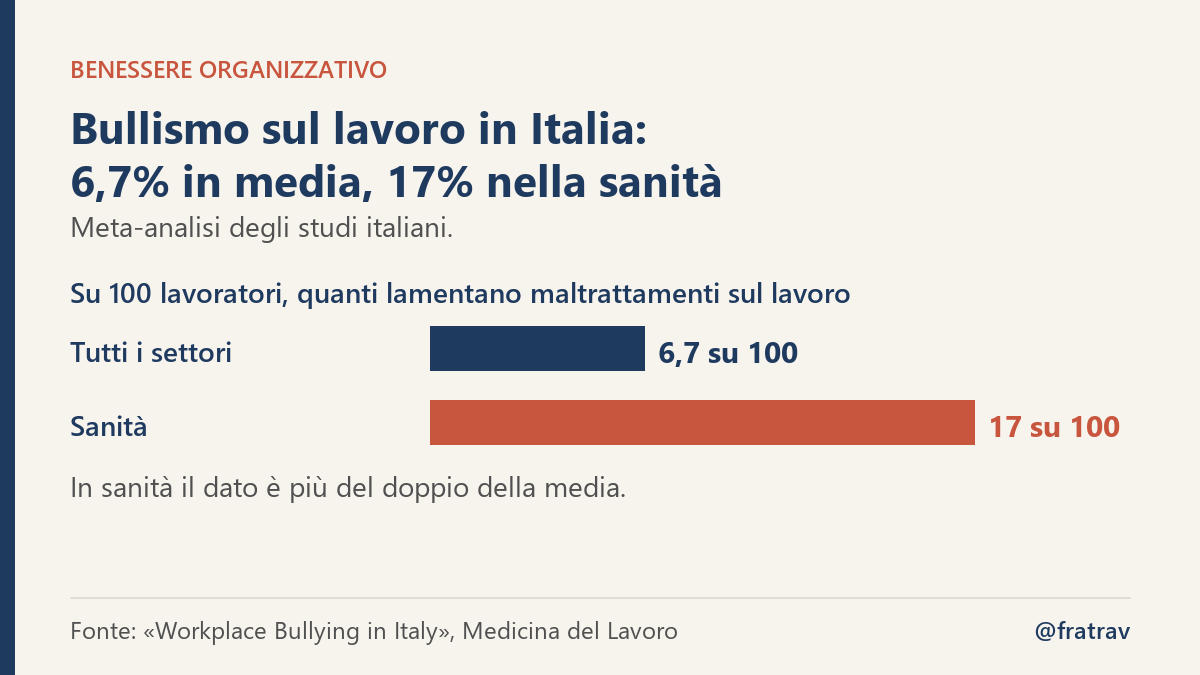 BENESSERE ORGANIZZATIVO
Bullismo sul lavoro in Italia:
6,7% in media, 17% nella sanità
Meta-analisi degli studi italiani.
Su 100 lavoratori, quanti lamentano maltrattamenti sul lavoro
Tutti i settori
6,7 su 100
Sanità
17 su 100
In sanità il dato è più del doppio della media.
Fonte: «Workplace Bullying in Italy», Medicina del Lavoro
@fratrav